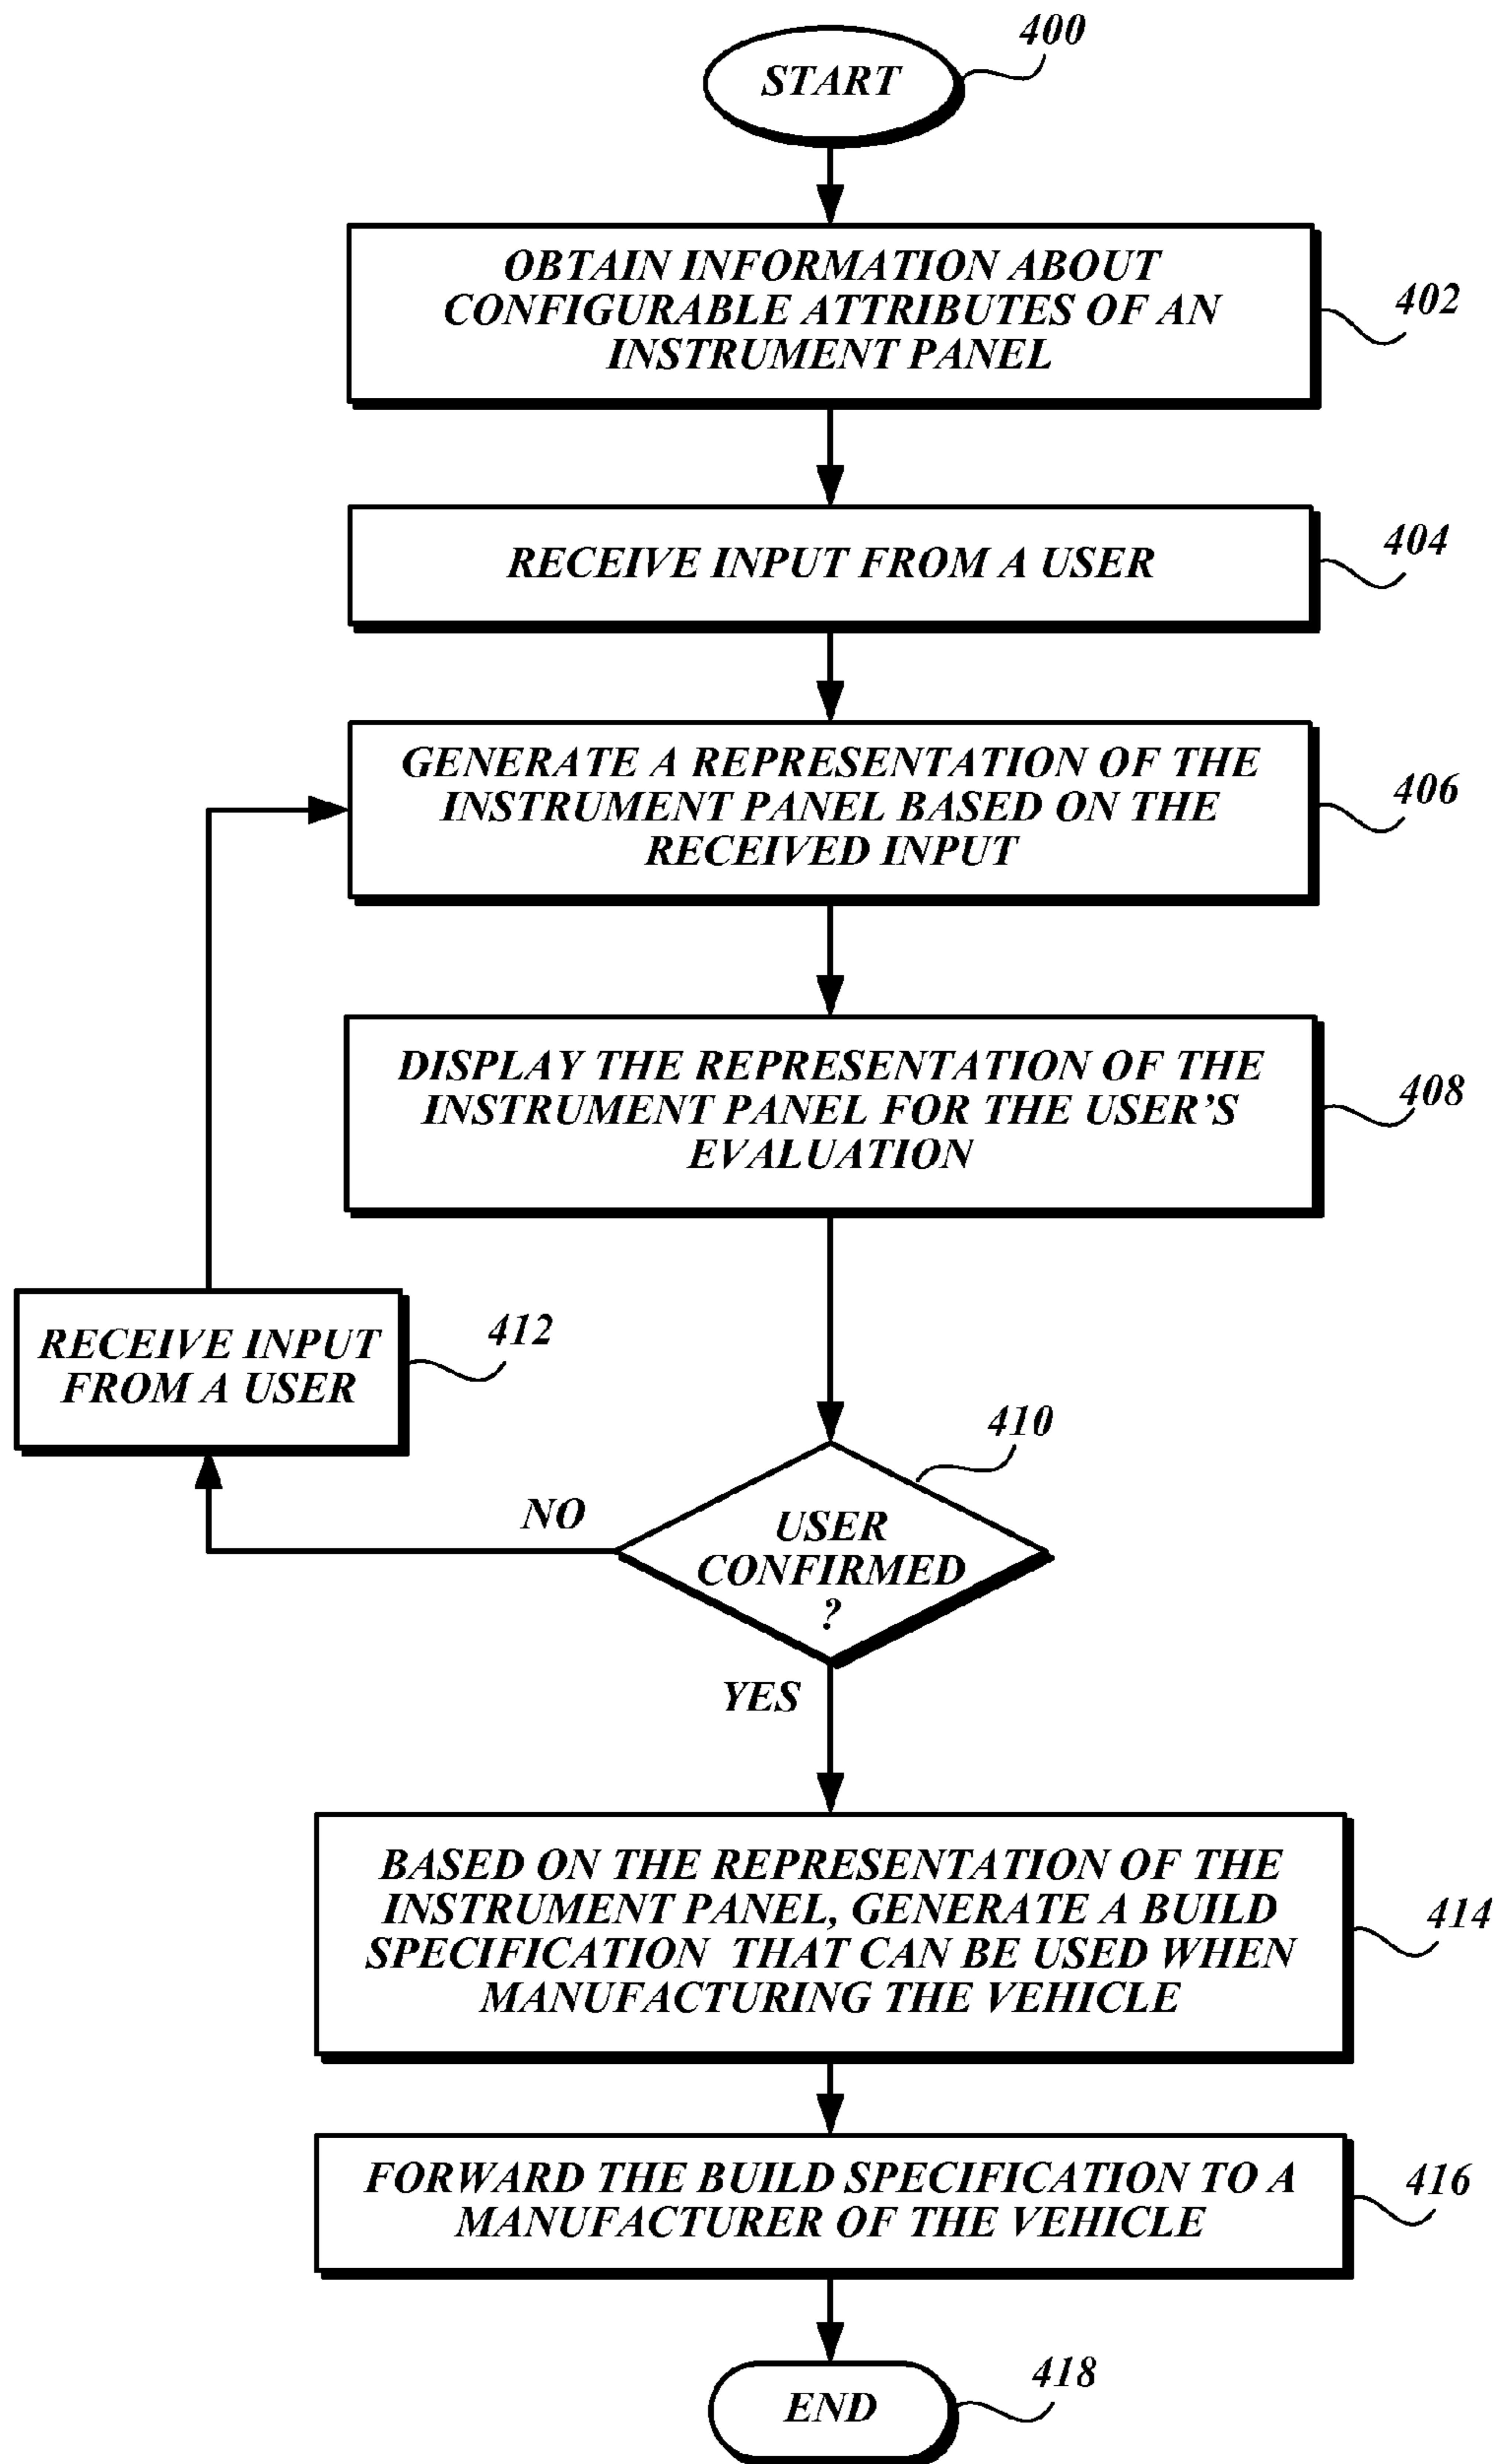 400
START
OBTAIN INFORMATION ABOUT
CONFIGURABLE ATTRIBUTES OF AN
INSTRUMENT PANEL
402
RECEIVE INPUT FROM A USER
404
GENERATE A REPRESENTATION OF THE
INSTRUMENT PANEL BASED ON THE
RECEIVED INPUT
406
DISPLAY THE REPRESENTATION OF THE
INSTRUMENT PANEL FOR THE USER'S
EVALUATION
408
RECEIVE INPUT
FROM A USER
412
410
NO
USER
CONFIRMED
?
YES
BASED ON THE REPRESENTATION OF THE
INSTRUMENT PANEL, GENERATE A BUILD
SPECIFICATION THAT CAN BE USED WHEN
MANUFACTURING THE VEHICLE
414
FORWARD THE BUILD SPECIFICATION TO A
MANUFACTURER OF THE VEHICLE
416
END
418